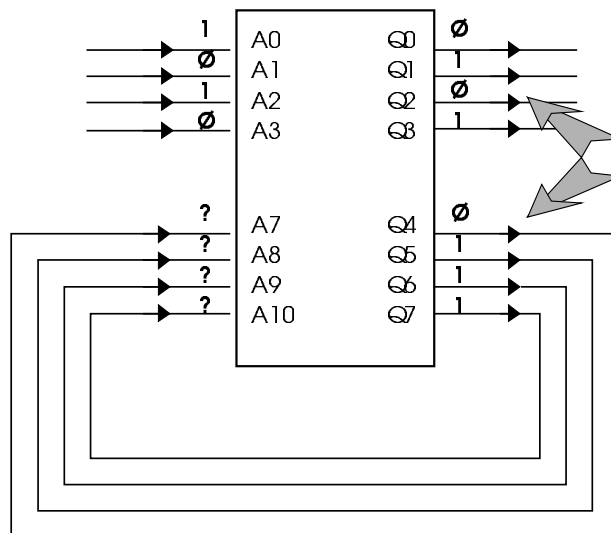 1 A0 Q0 Ø
Ø A1 Q1 1
1 A2 Q2 Ø
Ø A3 Q3 1
? A7 Q4 Ø
? A8 Q5 1
? A9 Q6 1
? A10 Q7 1